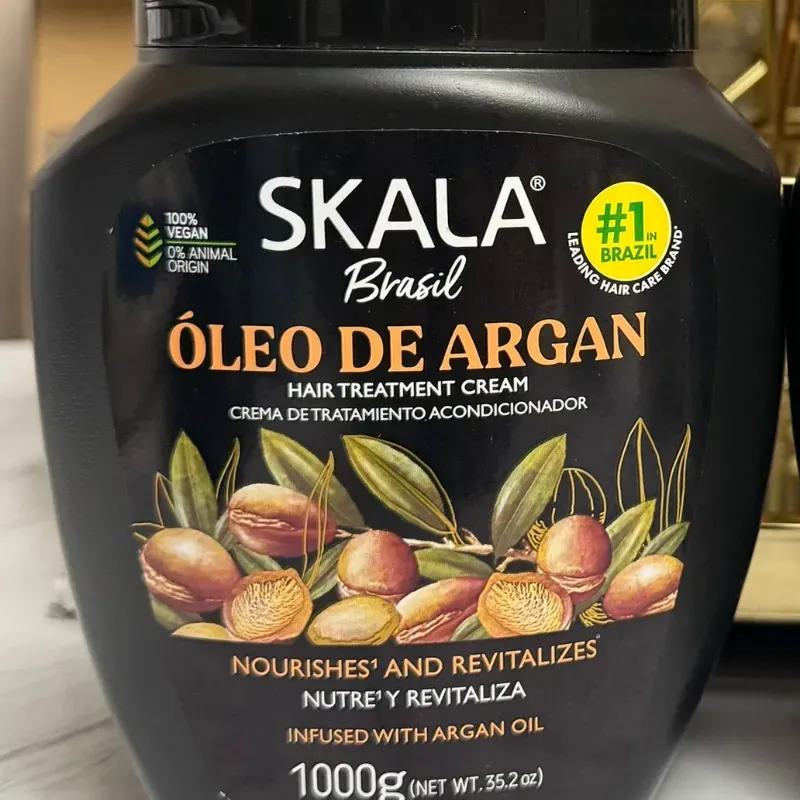 100%
VEGAN
0% ANIMAL
ORIGIN
SKALA®
Brasil
#1 IN
BRAZIL
LEADING HAIR CARE BRAND*
ÓLEO DE ARGAN
HAIR TREATMENT CREAM
CREMA DE TRATAMIENTO ACONDICIONADOR
NOURISHES¹ AND REVITALIZES
NUTRE¹ Y REVITALIZA
INFUSED WITH ARGAN OIL
1000g (NET WT. 35.2 oz)